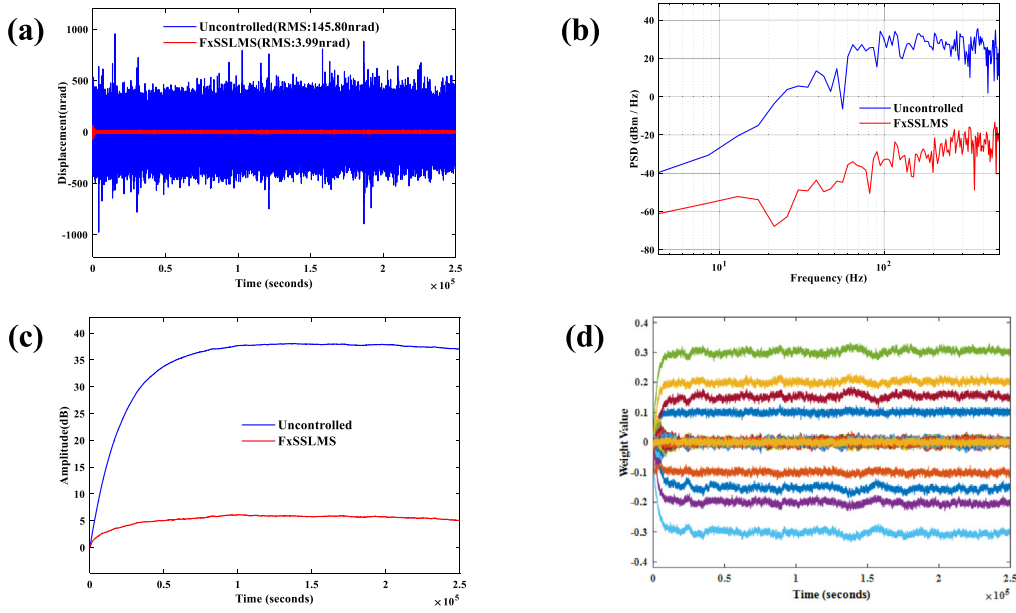 (a)
1000
500
0
-500
-1000
Displacement(nrad)
Uncontrolled(RMS:145.80nrad)
FxSSLMS(RMS:3.99nrad)
0 0.5 1 1.5 2 2.5
Time (seconds)
× 10^5
(b)
40
20
0
-20
-40
-60
-80
PSD (dBm / Hz)
Uncontrolled
FxSSLMS
10^1 10^2
Frequency (Hz)
(c)
40
35
30
25
20
15
10
5
0
Amplitude(dB)
Uncontrolled
FxSSLMS
0 0.5 1 1.5 2 2.5
Time (seconds)
× 10^5
(d)
0.4
0.3
0.2
0.1
0
-0.1
-0.2
-0.3
-0.4
Weight Value
0 0.5 1 1.5 2 2.5
Time (seconds)
× 10^5